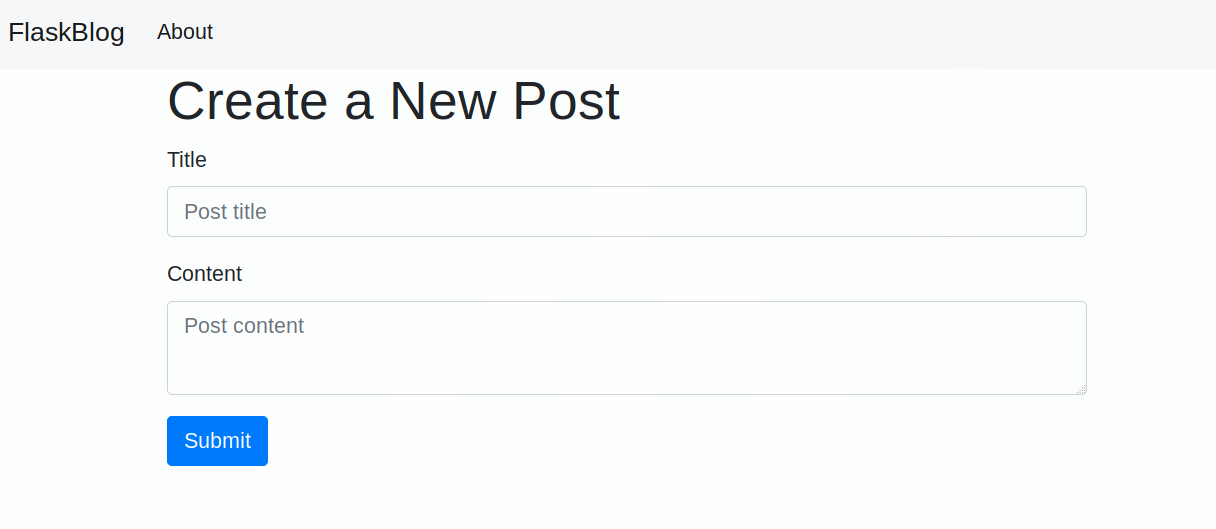 FlaskBlog About
Create a New Post
Title
Post title
Content
Post content
Submit